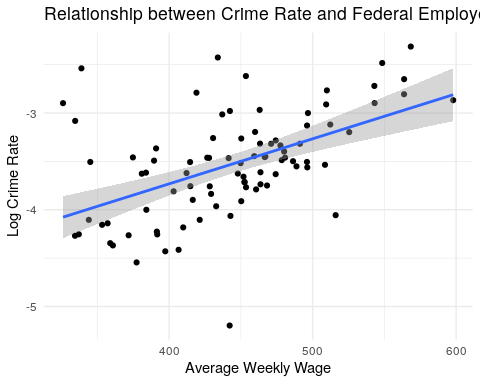 Relationship between Crime Rate and Federal Employe
-3
-4
-5
Log Crime Rate
400
500
600
Average Weekly Wage